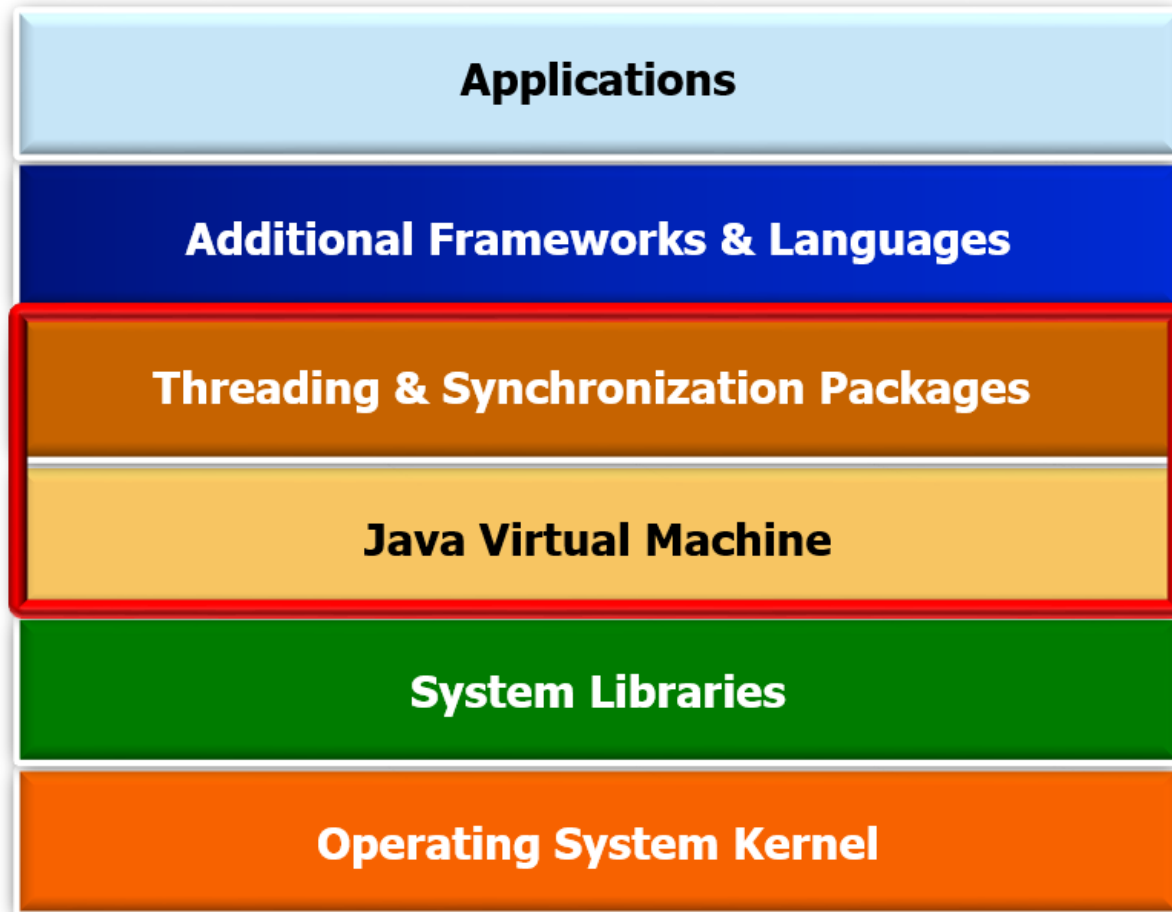 Applications
Additional Frameworks & Languages
Threading & Synchronization Packages
Java Virtual Machine
System Libraries
Operating System Kernel